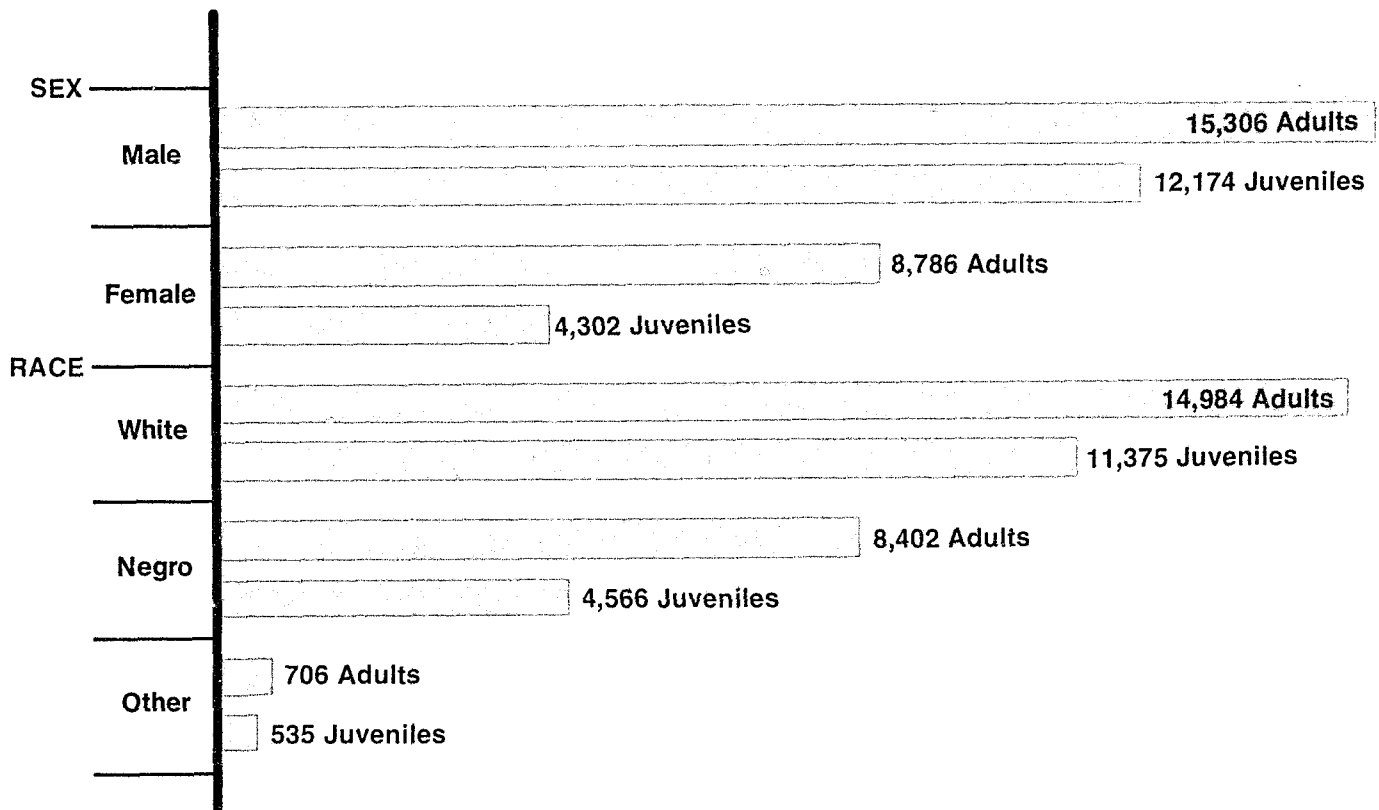 SEX
15,306 Adults
Male
12,174 Juveniles
8,786 Adults
Female
4,302 Juveniles
RACE
14,984 Adults
White
11,375 Juveniles
8,402 Adults
Negro
4,566 Juveniles
706 Adults
Other
535 Juveniles